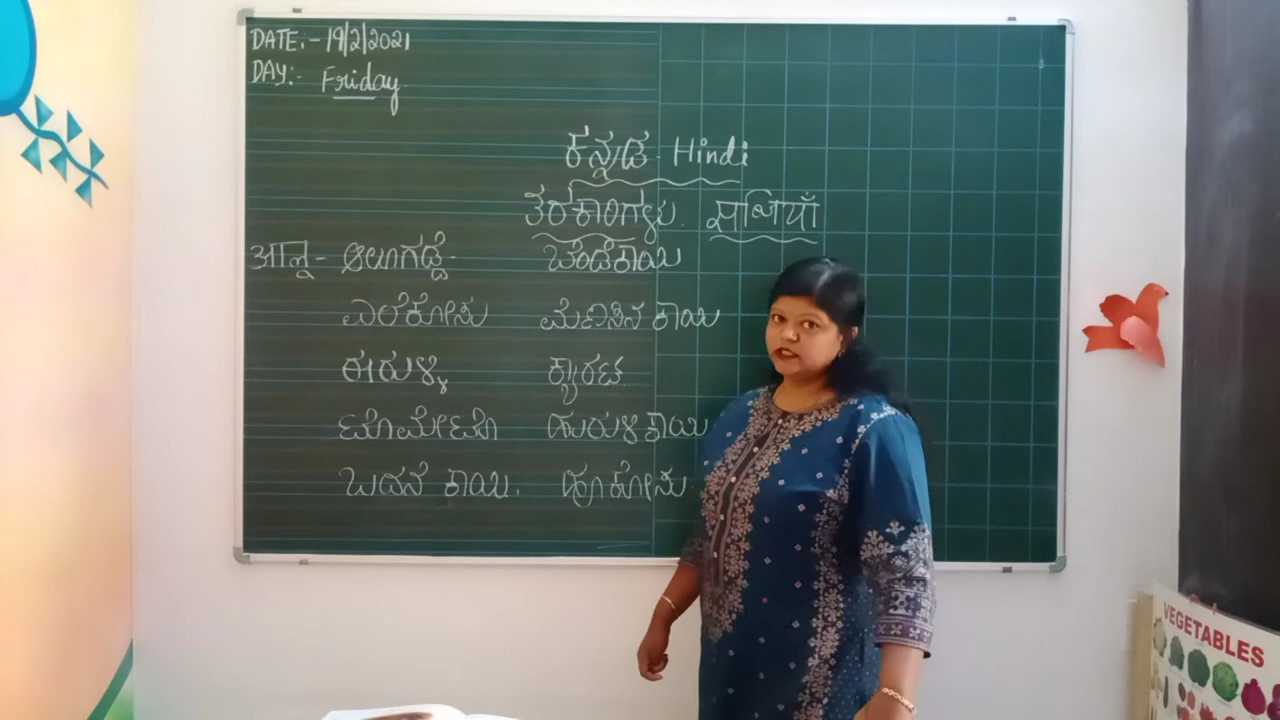 DATE:- 19/2/2021
DAY:- Friday.
ಕನ್ನಡ - Hindi
ತರಕಾರಿಗಳು. सब्जियाँ
आलू - ಆಲೂಗಡ್ಡೆ - ಬೆಂಡೆಕಾಯಿ
ಎಲೆಕೋಸು ಮೆಣಸಿನ ಕಾಯಿ
ಈರುಳ್ಳಿ ಕ್ಯಾರಟ್
ಟೊಮೇಟೊ ಹುರುಳಿಕಾಯಿ
ಬದನೆ ಕಾಯಿ. ಹೂಕೋಸು
VEGETABLES